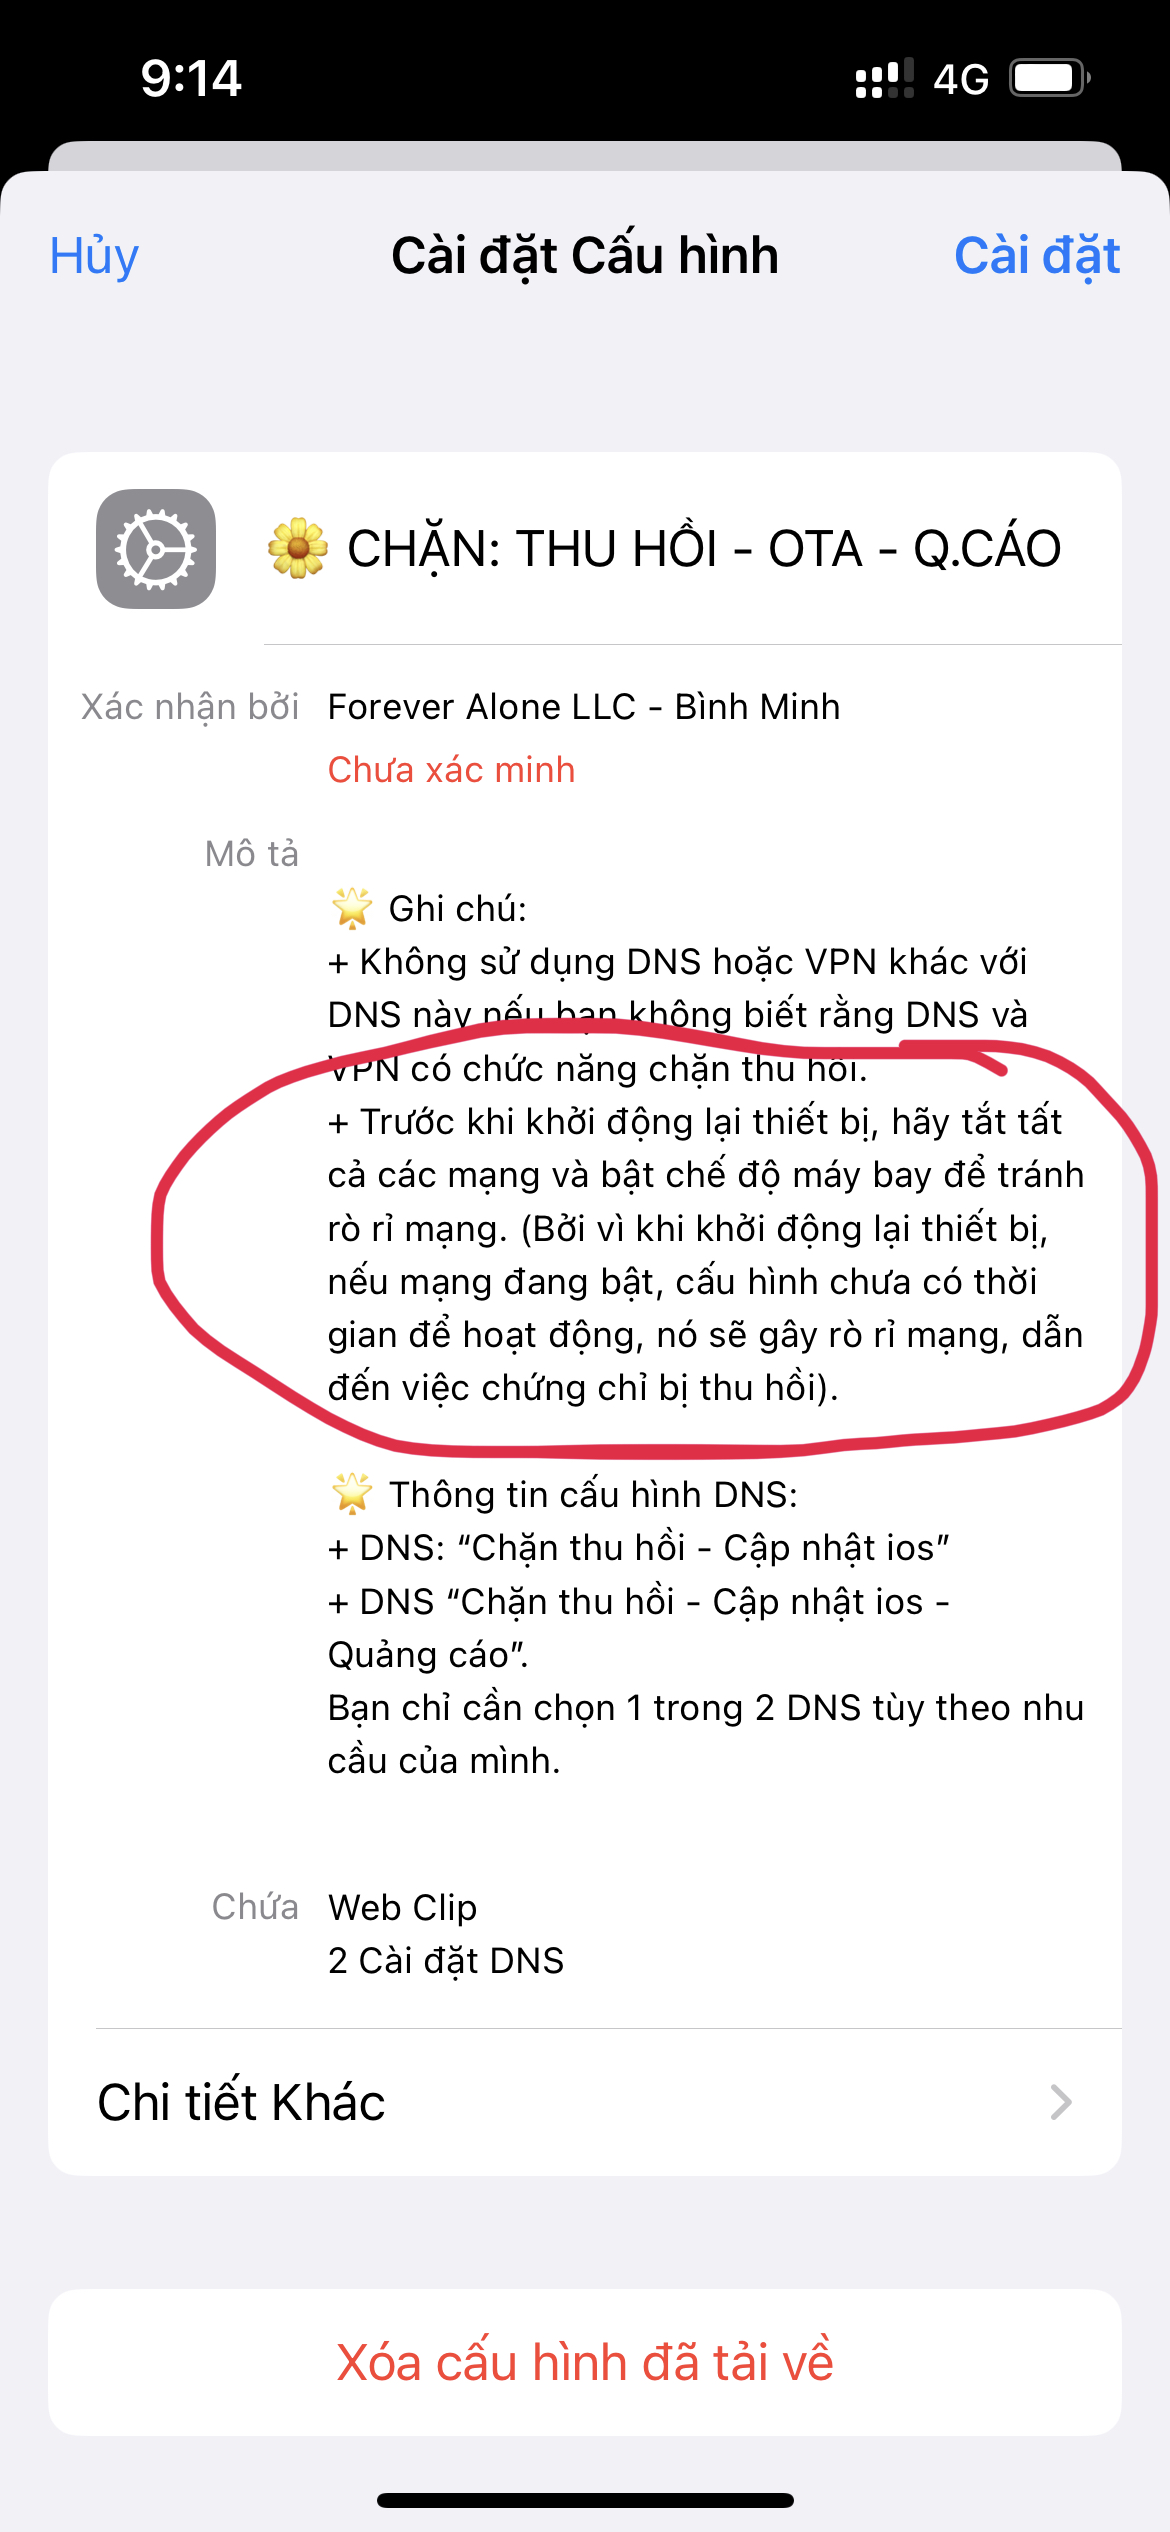 9:14
4G
Hủy
Cài đặt Cấu hình
Cài đặt
CHẶN: THU HỒI - OTA - Q.CÁO
Xác nhận bởi
Forever Alone LLC - Bình Minh
Chưa xác minh
Mô tả
Ghi chú:
+ Không sử dụng DNS hoặc VPN khác với
DNS này nếu bạn không biết rằng DNS và
VPN có chức năng chặn thu hồi.
+ Trước khi khởi động lại thiết bị, hãy tắt tất
cả các mạng và bật chế độ máy bay để tránh
rò rỉ mạng. (Bởi vì khi khởi động lại thiết bị,
nếu mạng đang bật, cấu hình chưa có thời
gian để hoạt động, nó sẽ gây rò rỉ mạng, dẫn
đến việc chứng chỉ bị thu hồi).
Thông tin cấu hình DNS:
+ DNS: “Chặn thu hồi - Cập nhật ios”
+ DNS “Chặn thu hồi - Cập nhật ios -
Quảng cáo”.
Bạn chỉ cần chọn 1 trong 2 DNS tùy theo nhu
cầu của mình.
Chứa
Web Clip
2 Cài đặt DNS
Chi tiết Khác
Xóa cấu hình đã tải về